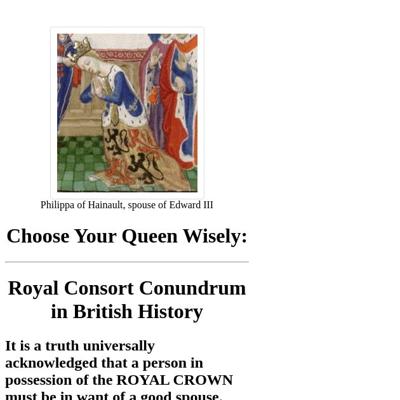 Philippa of Hainault, spouse of Edward III
Choose Your Queen Wisely:
Royal Consort Conundrum
in British History
It is a truth universally
acknowledged that a person in
possession of the ROYAL CROWN
must be in want of a good spouse.